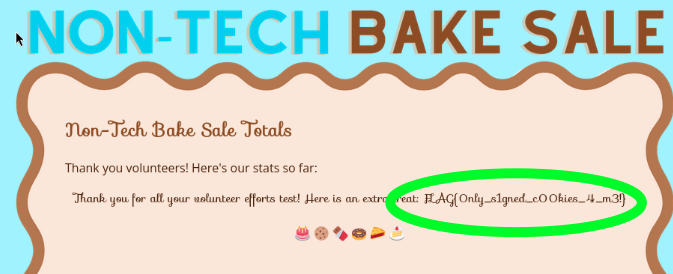 NON-TECH BAKE SALE
Non-Tech Bake Sale Totals
Thank you volunteers! Here's our stats so far:
Thank you for all your volunteer efforts test! Here is an extra treat: FLAG{Only_s1gned_c00kies_4_m3!}